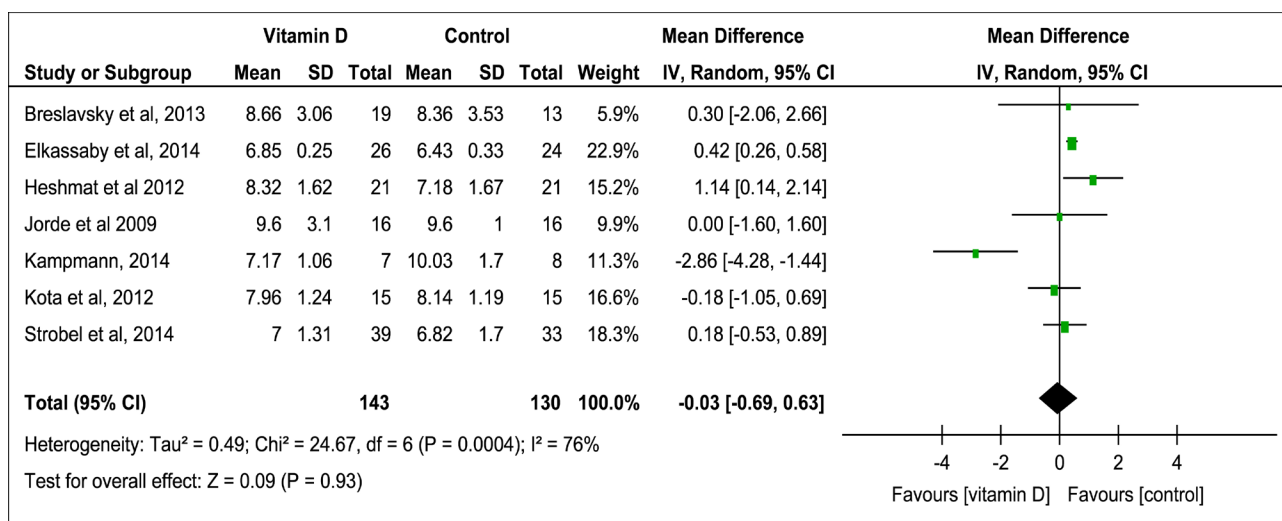 Vitamin D Control Mean Difference Mean Difference
Study or Subgroup Mean SD Total Mean SD Total Weight IV, Random, 95% CI IV, Random, 95% CI
Breslavsky et al, 2013 8.66 3.06 19 8.36 3.53 13 5.9% 0.30 [-2.06, 2.66]
Elkassaby et al, 2014 6.85 0.25 26 6.43 0.33 24 22.9% 0.42 [0.26, 0.58]
Heshmat et al 2012 8.32 1.62 21 7.18 1.67 21 15.2% 1.14 [0.14, 2.14]
Jorde et al 2009 9.6 3.1 16 9.6 1 16 9.9% 0.00 [-1.60, 1.60]
Kampmann, 2014 7.17 1.06 7 10.03 1.7 8 11.3% -2.86 [-4.28, -1.44]
Kota et al, 2012 7.96 1.24 15 8.14 1.19 15 16.6% -0.18 [-1.05, 0.69]
Strobel et al, 2014 7 1.31 39 6.82 1.7 33 18.3% 0.18 [-0.53, 0.89]
Total (95% CI) 143 130 100.0% -0.03 [-0.69, 0.63]
Heterogeneity: Tau² = 0.49; Chi² = 24.67, df = 6 (P = 0.0004); I² = 76%
Test for overall effect: Z = 0.09 (P = 0.93)
-4 -2 0 2 4
Favours [vitamin D] Favours [control]